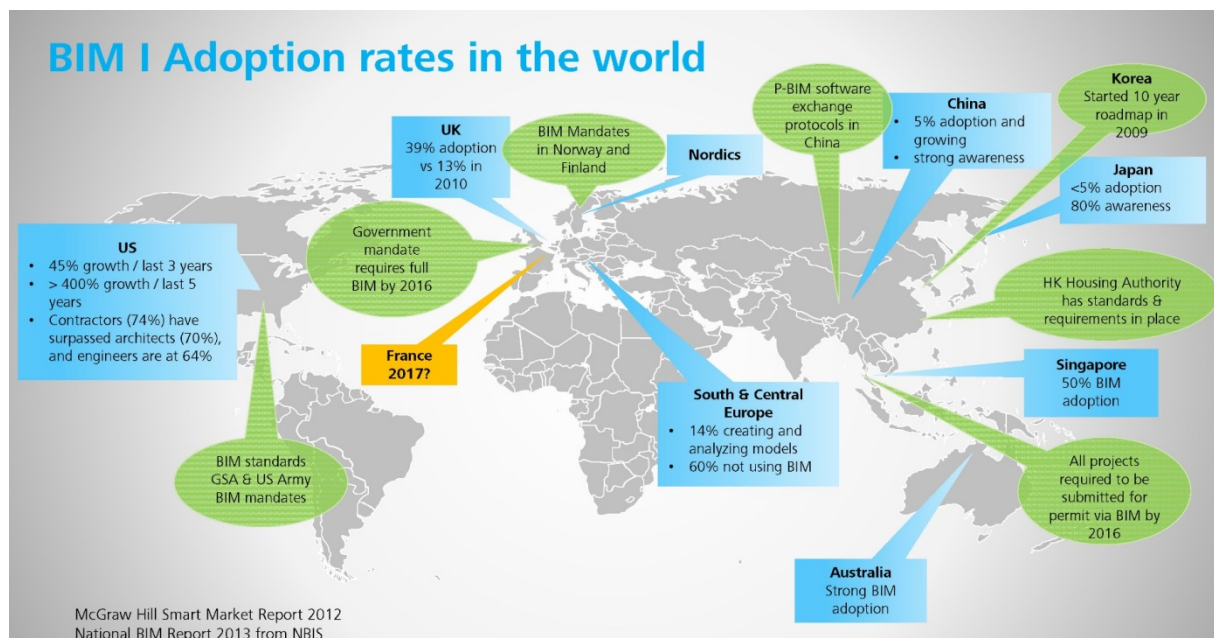 BIM I Adoption rates in the world
UK
39% adoption
vs 13% in
2010
BIM Mandates
in Norway and
Finland
Nordics
P-BIM software
exchange
protocols in
China
China
• 5% adoption and
growing
• strong awareness
Korea
Started 10 year
roadmap in
2009
Japan
<5% adoption
80% awareness
US
• 45% growth / last 3 years
• > 400% growth / last 5
years
• Contractors (74%) have
surpassed architects (70%),
and engineers are at 64%
Government
mandate
requires full
BIM by 2016
France
2017?
HK Housing Authority
has standards &
requirements in place
Singapore
50% BIM
adoption
South & Central
Europe
• 14% creating and
analyzing models
• 60% not using BIM
BIM standards
GSA & US Army
BIM mandates
All projects
required to be
submitted for
permit via BIM by
2016
Australia
Strong BIM
adoption
McGraw Hill Smart Market Report 2012
National BIM Report 2013 from NBIS